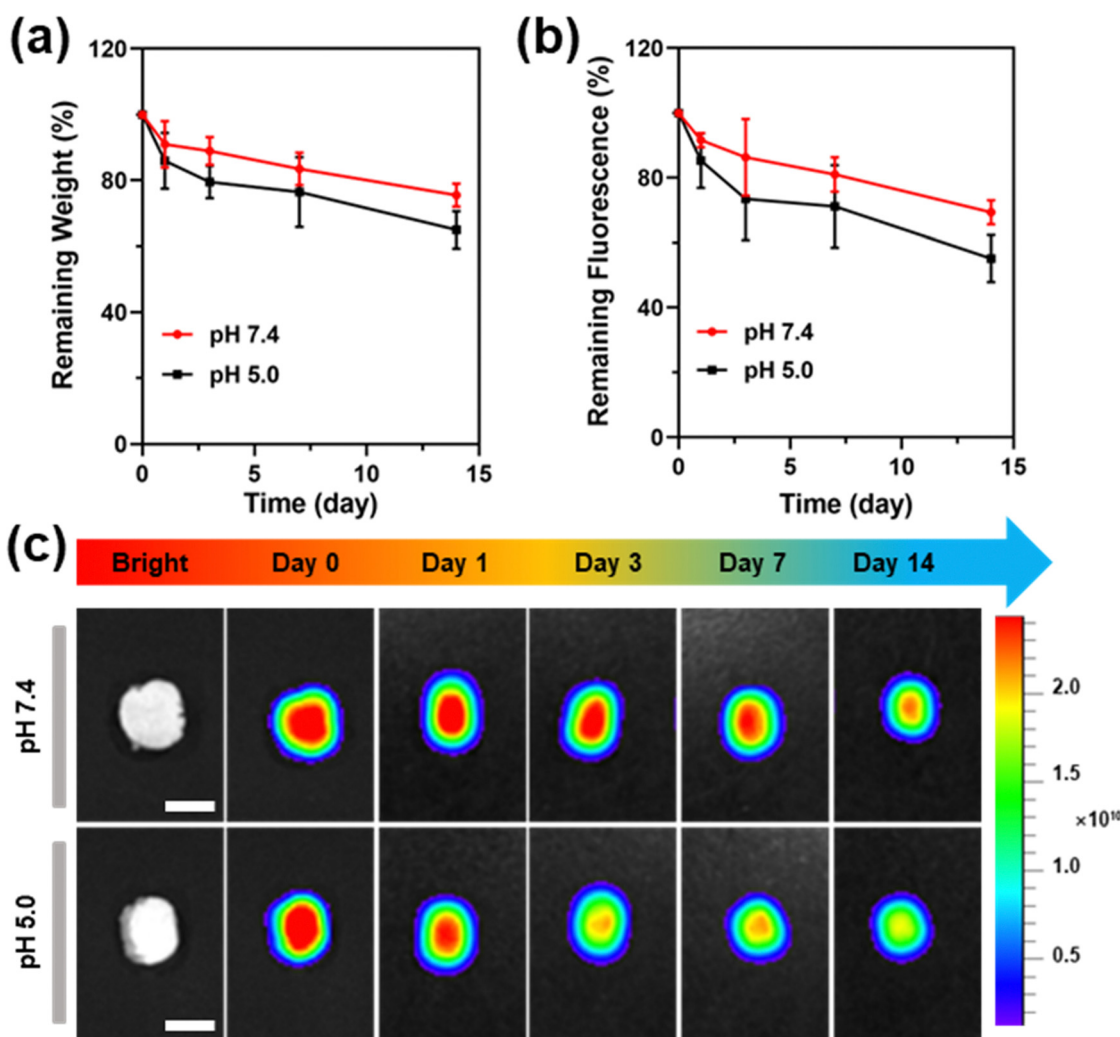 (a)
120
80
40
0
Remaining Weight (%)
pH 7.4
pH 5.0
0 5 10 15
Time (day)
(b)
120
80
40
0
Remaining Fluorescence (%)
pH 7.4
pH 5.0
0 5 10 15
Time (day)
(c)
Bright Day 0 Day 1 Day 3 Day 7 Day 14
pH 7.4
pH 5.0
2.0
1.5
×10¹⁰
1.0
0.5